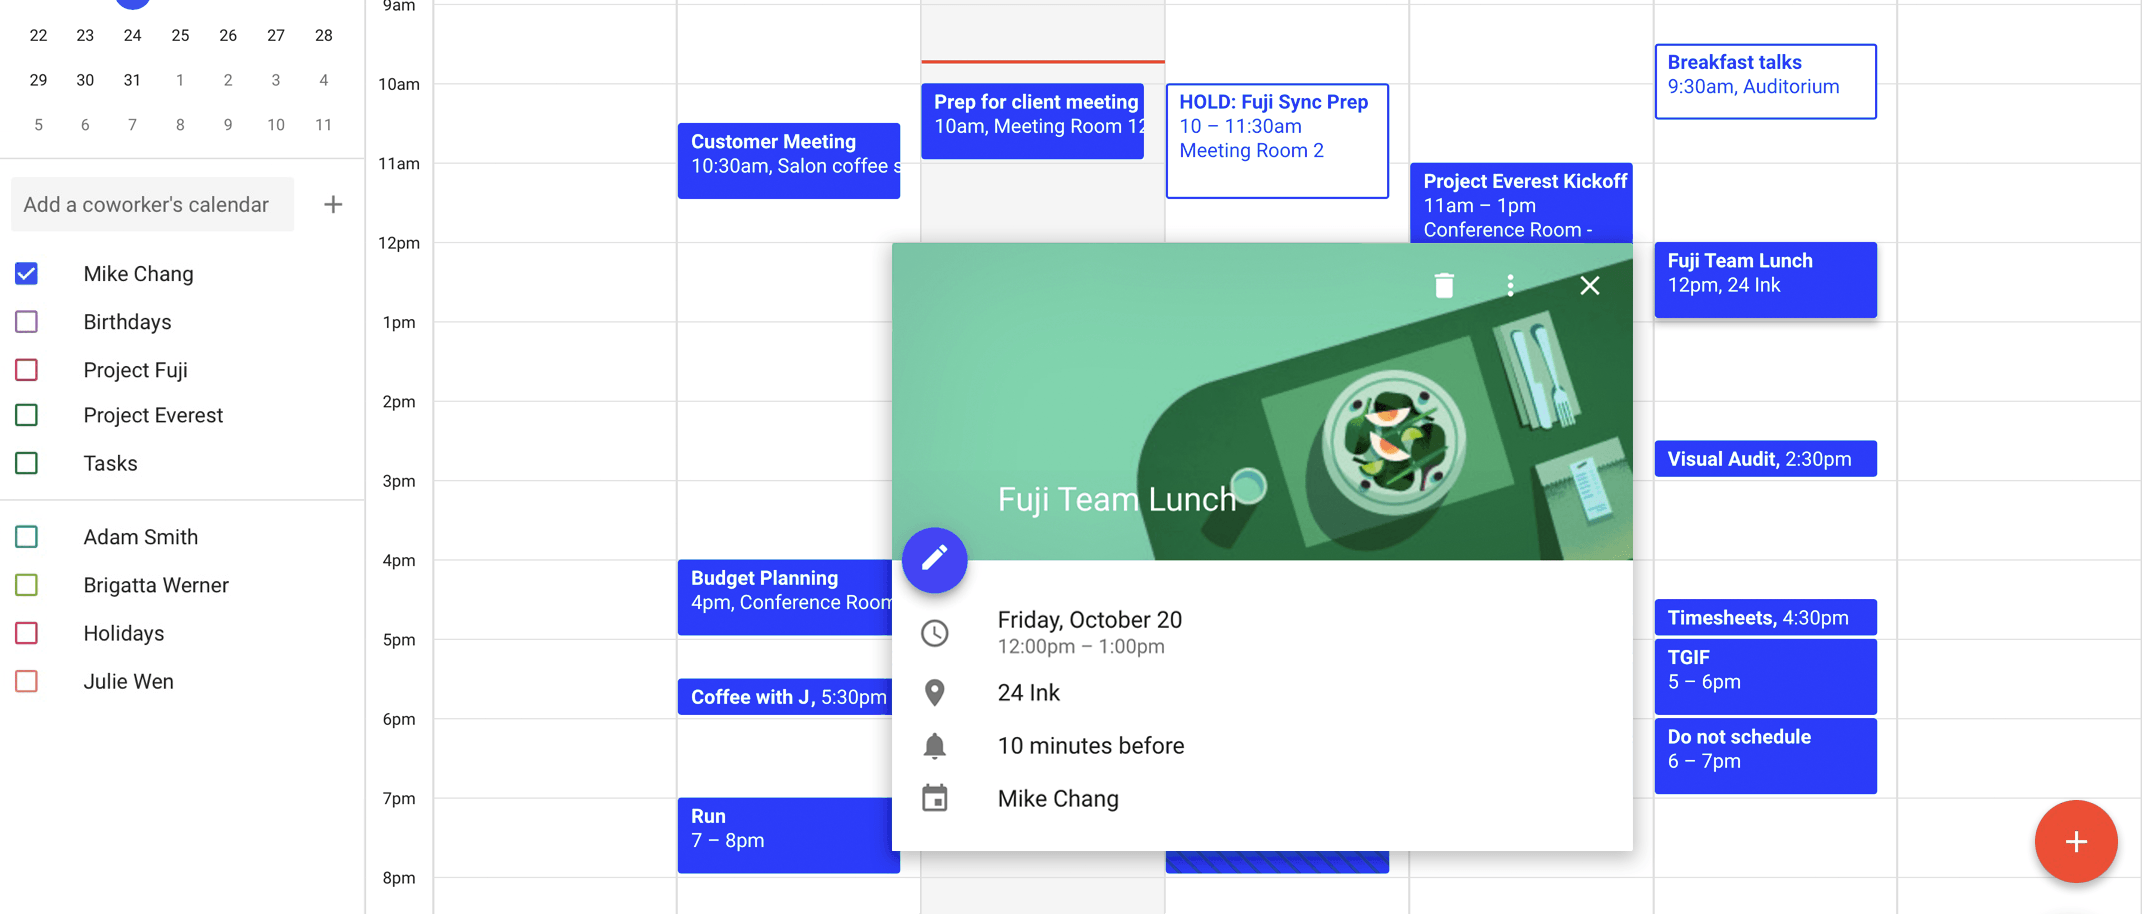 22 23 24 25 26 27 28
29 30 31 1 2 3 4
5 6 7 8 9 10 11
Add a coworker's calendar
Mike Chang
Birthdays
Project Fuji
Project Everest
Tasks
Adam Smith
Brigatta Werner
Holidays
Julie Wen
9am
10am
11am
12pm
1pm
2pm
3pm
4pm
5pm
6pm
7pm
8pm
Customer Meeting
10:30am, Salon coffee s
Budget Planning
4pm, Conference Room
Coffee with J, 5:30pm
Run
7 – 8pm
Prep for client meeting
10am, Meeting Room 12
HOLD: Fuji Sync Prep
10 – 11:30am
Meeting Room 2
Project Everest Kickoff
11am – 1pm
Conference Room -
Breakfast talks
9:30am, Auditorium
Fuji Team Lunch
12pm, 24 Ink
Visual Audit, 2:30pm
Timesheets, 4:30pm
TGIF
5 – 6pm
Do not schedule
6 – 7pm
Fuji Team Lunch
Friday, October 20
12:00pm – 1:00pm
24 Ink
10 minutes before
Mike Chang